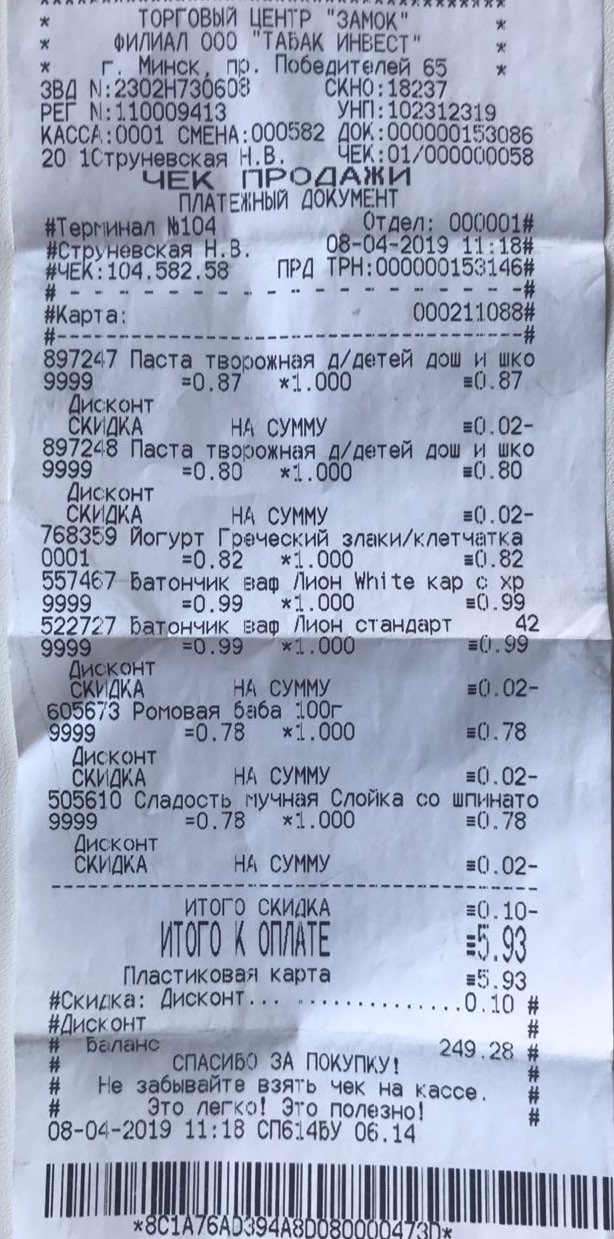 ************************************
* ТОРГОВЫЙ ЦЕНТР "ЗАМОК" *
* ФИЛИАЛ ООО "ТАБАК ИНВЕСТ" *
* г. Минск, пр. Победителей 65 *
ЗВД N:2302H730608 СКНО:18237
РЕГ N:110009413 УНП:102312319
КАССА:0001 СМЕНА:000582 ДОК:000000153086
20 1Струневская Н.В. ЧЕК:01/000000058
ЧЕК ПРОДАЖИ
ПЛАТЕЖНЫЙ ДОКУМЕНТ
#Терминал №104 Отдел: 000001#
#Струневская Н.В. 08-04-2019 11:18#
#ЧЕК:104.582.58 ПРД ТРН:000000153146#
# - - - - - - - - - - - - - - - - - -#
#Карта: 000211088#
#------------------------------------#
897247 Паста творожная д/детей дош и шко
9999 =0.87 *1.000 ≡0.87
Дисконт
СКИДКА НА СУММУ ≡0.02-
897248 Паста творожная д/детей дош и шко
9999 =0.80 *1.000 ≡0.80
Дисконт
СКИДКА НА СУММУ ≡0.02-
768359 Йогурт Греческий злаки/клетчатка
0001 =0.82 *1.000 ≡0.82
557467 Батончик ваф Лион White кар с хр
9999 =0.99 *1.000 ≡0.99
522727 Батончик ваф Лион стандарт 42
9999 =0.99 *1.000 ≡0.99
Дисконт
СКИДКА НА СУММУ ≡0.02-
605673 Ромовая баба 100г
9999 =0.78 *1.000 ≡0.78
Дисконт
СКИДКА НА СУММУ ≡0.02-
505610 Сладость мучная Слойка со шпинато
9999 =0.78 *1.000 ≡0.78
Дисконт
СКИДКА НА СУММУ ≡0.02-
----------------------------------------
ИТОГО СКИДКА ≡0.10-
ИТОГО К ОПЛАТЕ ≡5.93
Пластиковая карта ≡5.93
#Скидка: Дисконт... ..............0.10 #
#Дисконт #
# Баланс 249.28 #
# СПАСИБО ЗА ПОКУПКУ! #
# Не забывайте взять чек на кассе. #
# Это легко! Это полезно! #
08-04-2019 11:18 СП614БУ 06.14
*8C1A76AD394A8D080000473D*